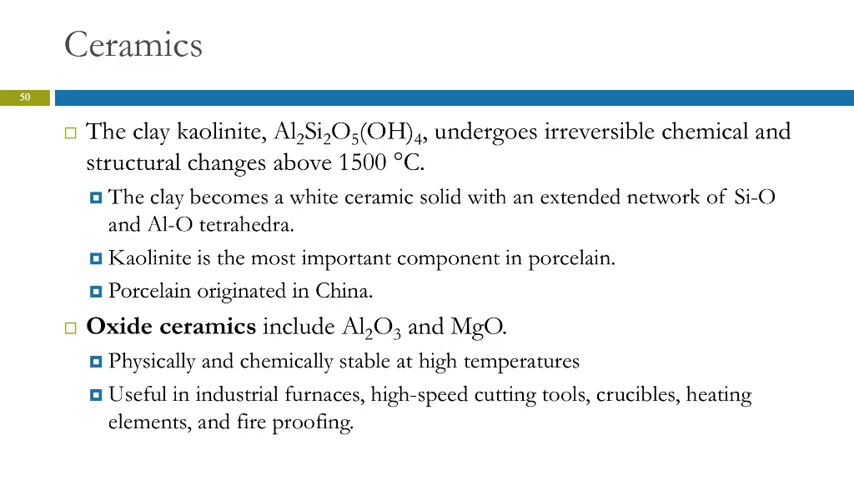 Ceramics
50
The clay kaolinite, Al₂Si₂O₅(OH)₄, undergoes irreversible chemical and
structural changes above 1500 °C.
The clay becomes a white ceramic solid with an extended network of Si-O
and Al-O tetrahedra.
Kaolinite is the most important component in porcelain.
Porcelain originated in China.
Oxide ceramics include Al₂O₃ and MgO.
Physically and chemically stable at high temperatures
Useful in industrial furnaces, high-speed cutting tools, crucibles, heating
elements, and fire proofing.